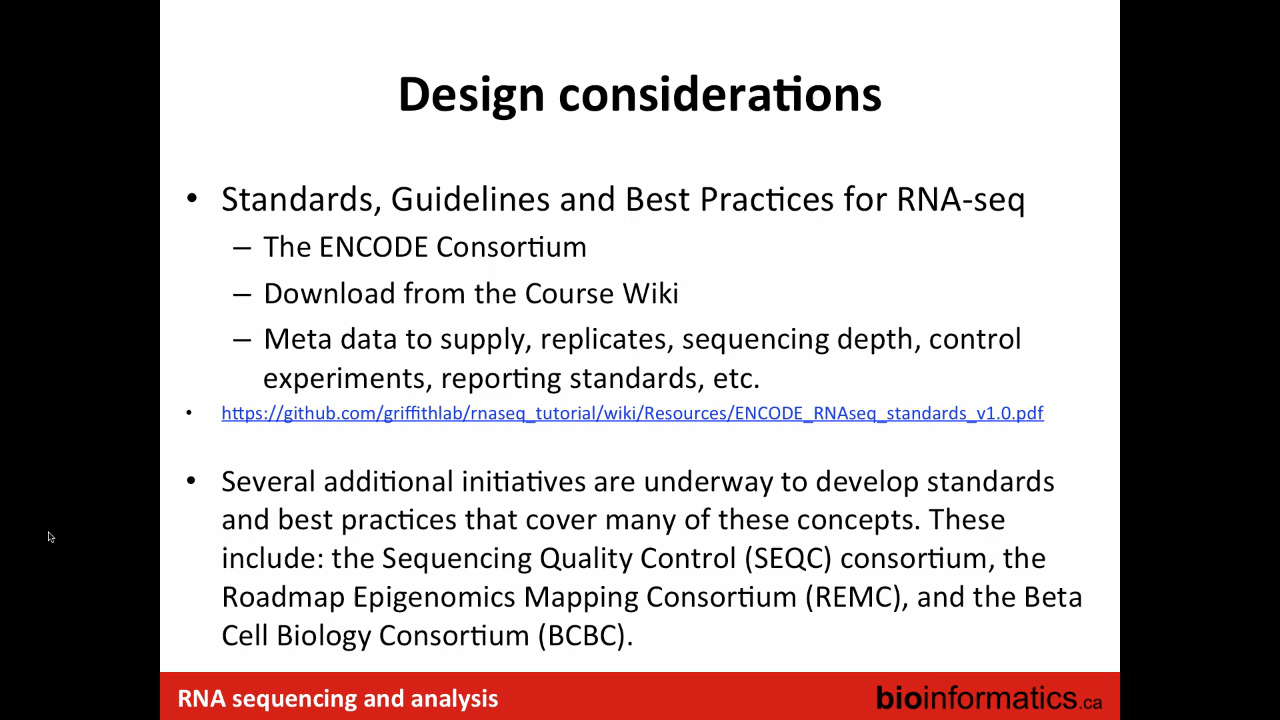 Design considerations
• Standards, Guidelines and Best Practices for RNA-seq
– The ENCODE Consortium
– Download from the Course Wiki
– Meta data to supply, replicates, sequencing depth, control
experiments, reporting standards, etc.
• https://github.com/griffithlab/rnaseq_tutorial/wiki/Resources/ENCODE_RNAseq_standards_v1.0.pdf
• Several additional initiatives are underway to develop standards
and best practices that cover many of these concepts. These
include: the Sequencing Quality Control (SEQC) consortium, the
Roadmap Epigenomics Mapping Consortium (REMC), and the Beta
Cell Biology Consortium (BCBC).
RNA sequencing and analysis
bioinformatics.ca